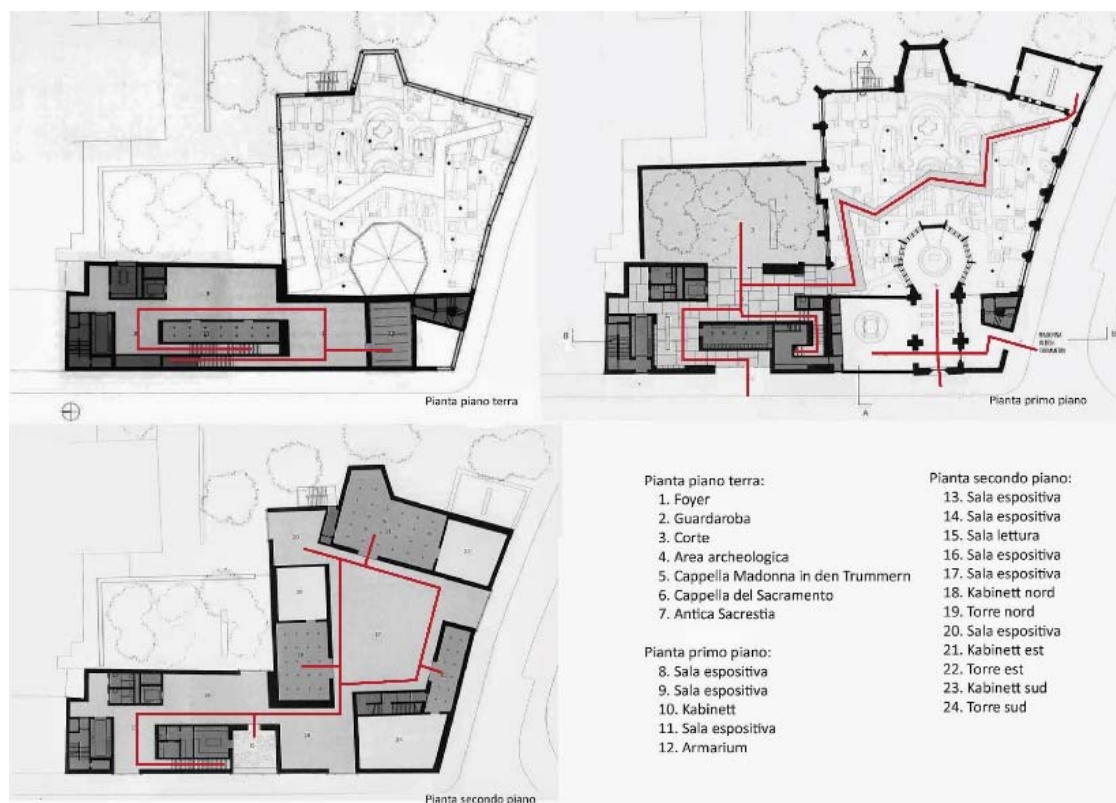 Pianta piano terra
A
B
MADONNA
IN DEN
TRUMMERN
A
Pianta primo piano
Pianta secondo piano
Pianta piano terra:
1. Foyer
2. Guardaroba
3. Corte
4. Area archeologica
5. Cappella Madonna in den Trummern
6. Cappella del Sacramento
7. Antica Sacrestia
Pianta primo piano:
8. Sala espositiva
9. Sala espositiva
10. Kabinett
11. Sala espositiva
12. Armarium
Pianta secondo piano:
13. Sala espositiva
14. Sala espositiva
15. Sala lettura
16. Sala espositiva
17. Sala espositiva
18. Kabinett nord
19. Torre nord
20. Sala espositiva
21. Kabinett est
22. Torre est
23. Kabinett sud
24. Torre sud